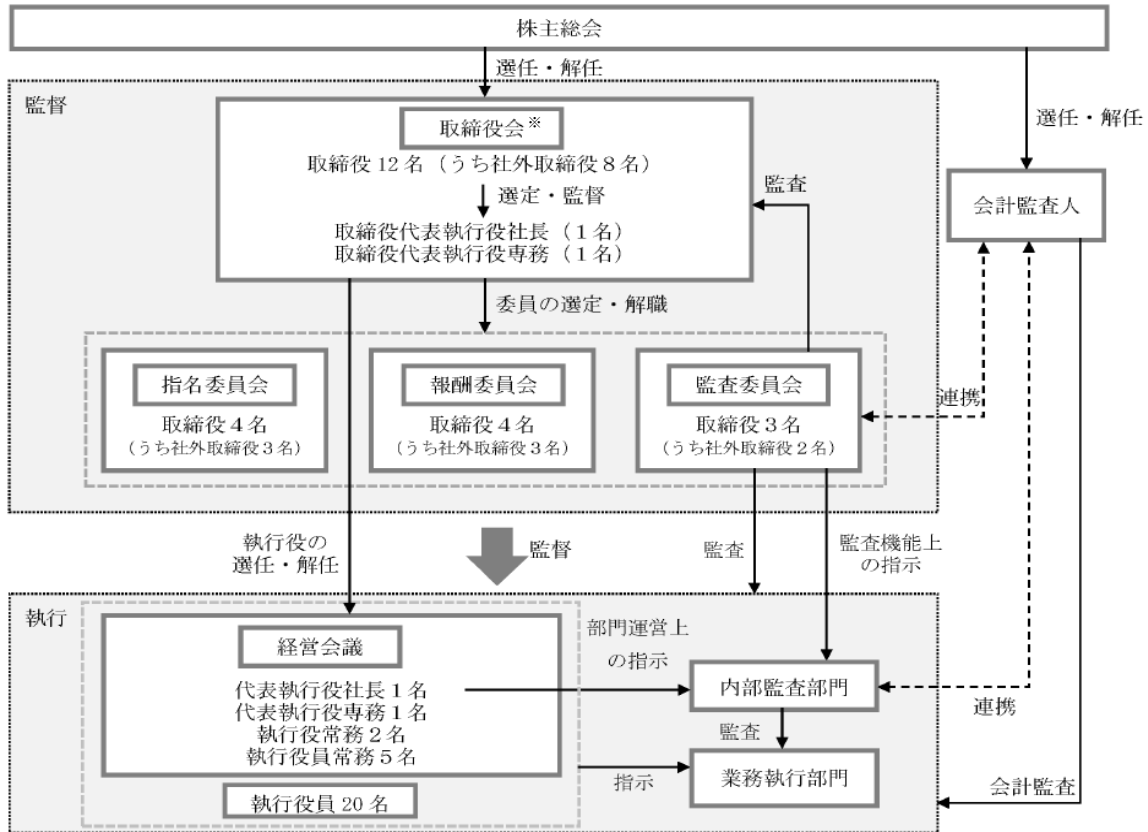 株主総会
選任・解任
監督
選任・解任
取締役会※
取締役12名（うち社外取締役８名）
監査
選定・監督
会計監査人
取締役代表執行役社長（１名）
取締役代表執行役専務（１名）
委員の選定・解職
指名委員会
報酬委員会
監査委員会
連携
取締役４名
（うち社外取締役３名）
取締役４名
（うち社外取締役３名）
取締役３名
（うち社外取締役２名）
執行役の
選任・解任
監督
監査
監査機能上
の指示
執行
経営会議
部門運営上
の指示
代表執行役社長１名
代表執行役専務１名
執行役常務２名
執行役員常務５名
内部監査部門
連携
監査
指示
業務執行部門
会計監査
執行役員20名